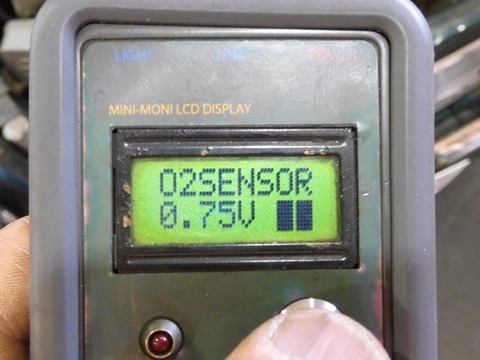 LIGHT
MINI-MONI LCD DISPLAY
O2SENSOR
0.75V